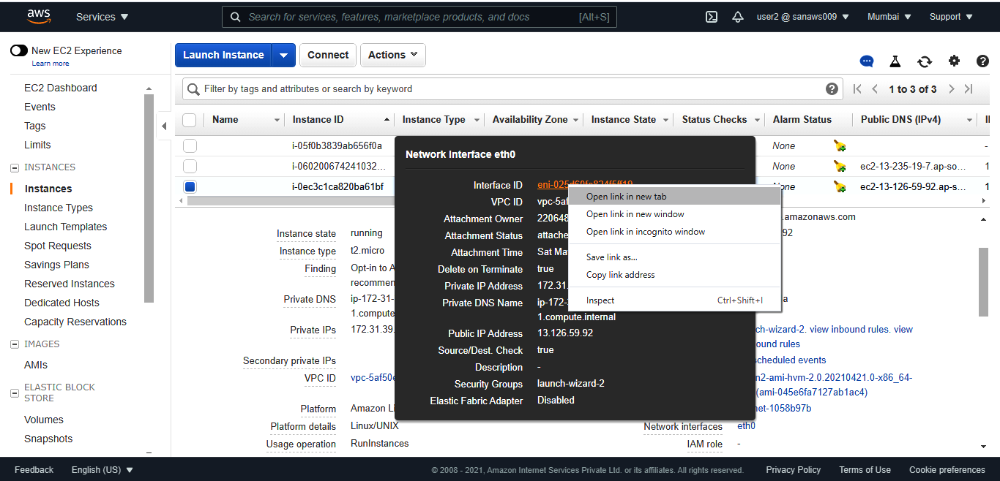 aws
Services
Search for services, features, marketplace products, and docs [Alt+S]
user2 @ sanaws009
Mumbai
Support
New EC2 Experience
Learn more
EC2 Dashboard
Events
Tags
Limits
INSTANCES
Instances
Instance Types
Launch Templates
Spot Requests
Savings Plans
Reserved Instances
Dedicated Hosts
Capacity Reservations
IMAGES
AMIs
ELASTIC BLOCK
STORE
Volumes
Snapshots
Launch Instance
Connect
Actions
Filter by tags and attributes or search by keyword
1 to 3 of 3
Name Instance ID Instance Type Availability Zone Instance State Status Checks Alarm Status Public DNS (IPv4)
i-05f0b3839ab656f0a None -
i-060200674241032... None ec2-13-235-19-7.ap-so... 1
i-0ec3c1ca820ba61bf None ec2-13-126-59-92.ap-s... 1
Instance state running
Instance type t2.micro
Finding Opt-in to A
recommen
Private DNS ip-172-31-
1.compute
Private IPs 172.31.39.
Secondary private IPs
VPC ID vpc-5af50e
Platform Amazon Li
Platform details Linux/UNIX
Usage operation RunInstances
Network Interface eth0
Interface ID eni-025d60fe824f5ff19
VPC ID vpc-5af
Attachment Owner 220648
Attachment Status attache
Attachment Time Sat Ma
Delete on Terminate true
Private IP Address 172.31.
Private DNS Name ip-172-
1.compute.internal
Public IP Address 13.126.59.92
Source/Dest. Check true
Description -
Security Groups launch-wizard-2
Elastic Fabric Adapter Disabled
Open link in new tab
Open link in new window
Open link in incognito window
Save link as...
Copy link address
Inspect Ctrl+Shift+I
.amazonaws.com
92
a
ch-wizard-2. view inbound rules. view
ound rules
scheduled events
n2-ami-hvm-2.0.20210421.0-x86_64-
(ami-045e6fa7127ab1ac4)
net-1058b97b
Network interfaces eth0
IAM role -
Feedback
English (US)
© 2008 - 2021, Amazon Internet Services Private Ltd. or its affiliates. All rights reserved.
Privacy Policy
Terms of Use
Cookie preferences